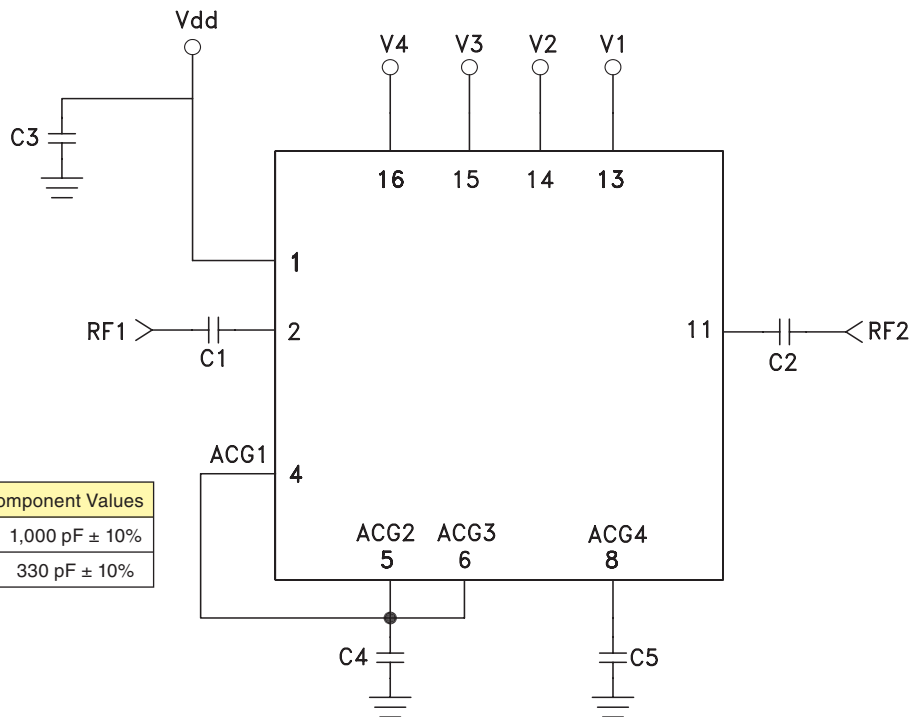 Vdd
V4 V3 V2 V1
C3
16 15 14 13
1
RF1
C1
2
11
C2
RF2
ACG1
4
Component Values
1,000 pF ± 10%
330 pF ± 10%
ACG2 ACG3 ACG4
5 6 8
C4
C5